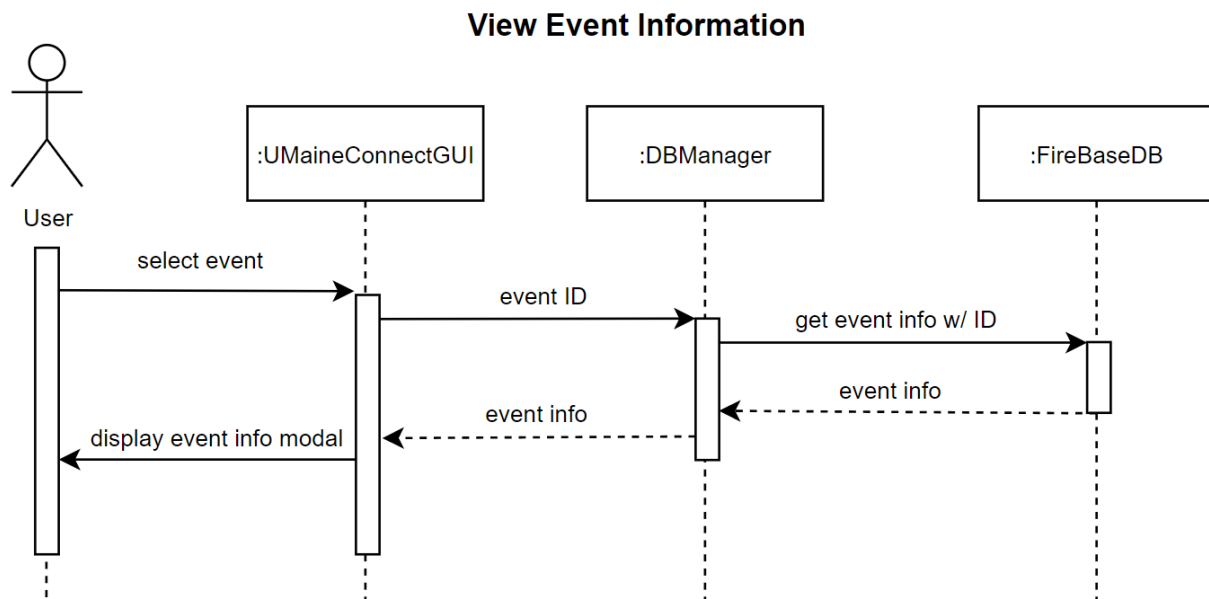 View Event Information
:UMaineConnectGUI
:DBManager
:FireBaseDB
User
select event
event ID
get event info w/ ID
event info
event info
display event info modal